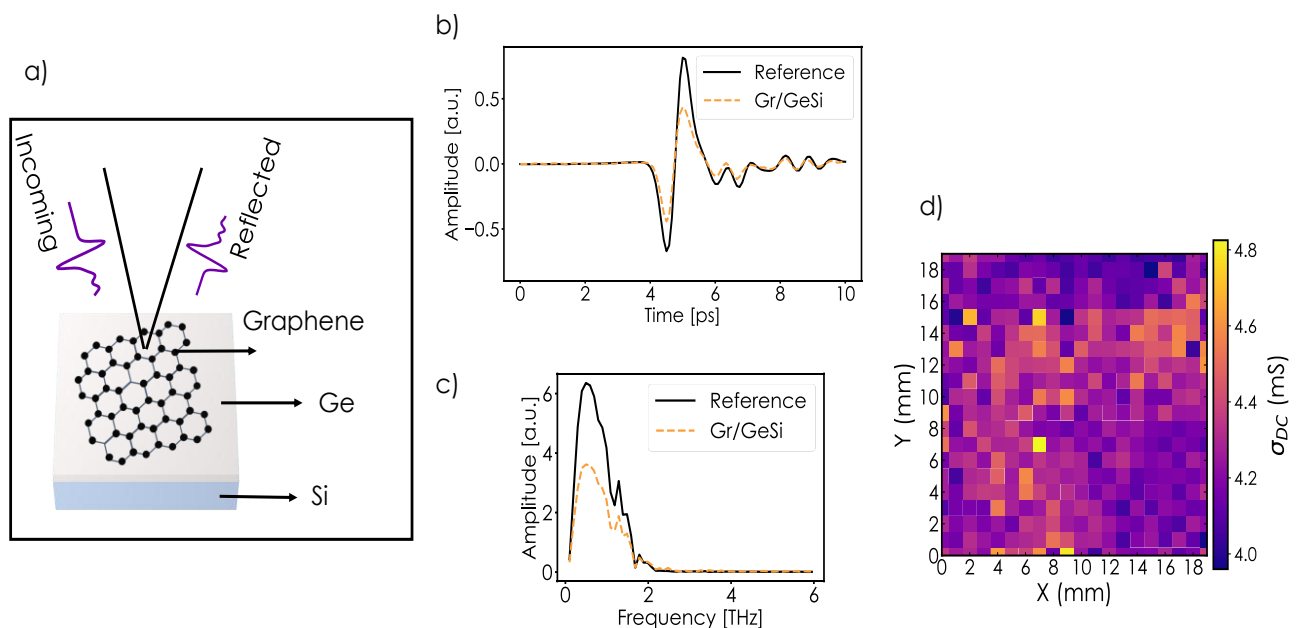 a)
Incoming
Reflected
Graphene
Ge
Si
b)
Amplitude [a.u.]
0.5
0.0
−0.5
0 2 4 6 8 10
Time [ps]
Reference
Gr/GeSi
c)
Amplitude [a.u.]
6
4
2
0
0 2 4 6
Frequency [THz]
Reference
Gr/GeSi
d)
Y (mm)
18
16
14
12
10
8
6
4
2
0
0 2 4 6 8 10 12 14 16 18
X (mm)
4.8
4.6
4.4
4.2
4.0
σDC (mS)